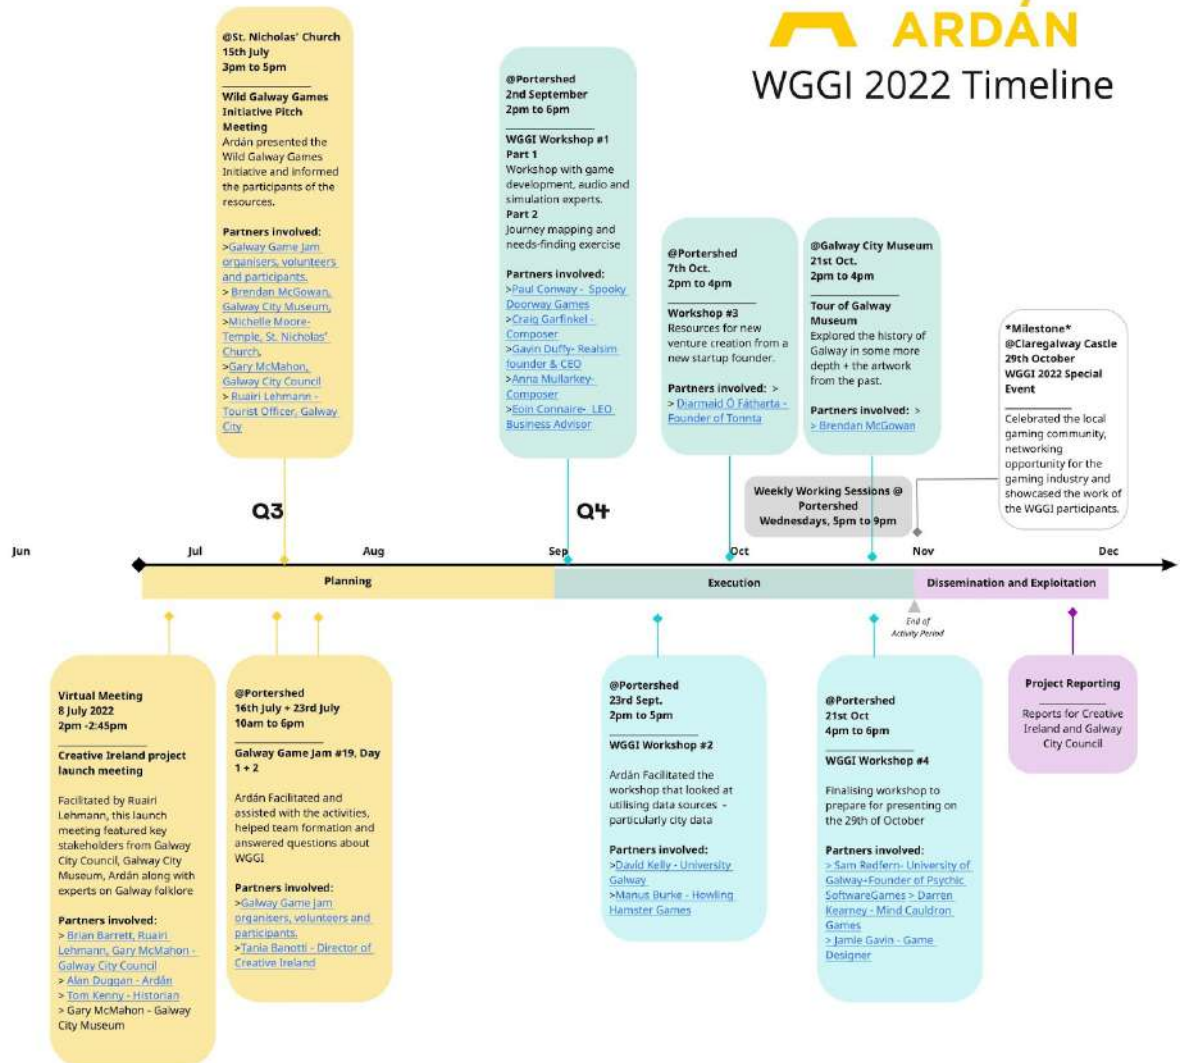 ARDÁN
WGGI 2022 Timeline
@St. Nicholas' Church
15th July
3pm to 5pm
Wild Galway Games
Initiative Pitch
Meeting
Ardán presented the
Wild Galway Games
Initiative and informed
the participants of the
resources.
Partners involved:
>Galway Game Jam
organisers, volunteers
and participants.
> Brendan McGowan,
Galway City Museum,
>Michelle Moore-
Temple, St. Nicholas'
Church,
>Gary McMahon,
Galway City Council
> Ruairi Lehmann -
Tourist Officer, Galway
City
@Portershed
2nd September
2pm to 6pm
WGGI Workshop #1
Part 1
Workshop with game
development, audio and
simulation experts.
Part 2
Journey mapping and
needs-finding exercise
Partners involved:
>Paul Conway - Spooky
Doorway Games
>Craig Garfinkel -
Composer
>Gavin Duffy- Realsim
founder & CEO
>Anna Mullarkey-
Composer
>Eoin Connaire- LEO
Business Advisor
@Portershed
7th Oct.
2pm to 4pm
Workshop #3
Resources for new
venture creation from a
new startup founder.
Partners involved: >
> Diarmaid Ó Fátharta -
Founder of Tonnta
@Galway City Museum
21st Oct.
2pm to 4pm
Tour of Galway
Museum
Explored the history of
Galway in some more
depth + the artwork
from the past.
Partners involved: >
> Brendan McGowan
*Milestone*
@Claregalway Castle
29th October
WGGI 2022 Special
Event
Celebrated the local
gaming community,
networking
opportunity for the
gaming industry and
showcased the work of
the WGGI participants.
Weekly Working Sessions @
Portershed
Wednesdays, 5pm to 9pm
Q3
Q4
Jun
Jul
Aug
Sep
Oct
Nov
Dec
Planning
Execution
Dissemination and Exploitation
End of
Activity Period
Virtual Meeting
8 July 2022
2pm -2:45pm
Creative Ireland project
launch meeting
Facilitated by Ruairi
Lehmann, this launch
meeting featured key
stakeholders from Galway
City Council, Galway City
Museum, Ardán along with
experts on Galway folklore
Partners involved:
> Brian Barrett, Ruairi
Lehmann, Gary McMahon -
Galway City Council
> Alan Duggan - Ardán
> Tom Kenny - Historian
> Gary McMahon - Galway
City Museum
@Portershed
16th July + 23rd July
10am to 6pm
Galway Game Jam #19, Day
1 + 2
Ardán Facilitated and
assisted with the activities,
helped team formation and
answered questions about
WGGI
Partners involved:
>Galway Game Jam
organisers, volunteers and
participants.
>Tania Banotti - Director of
Creative Ireland
@Portershed
23rd Sept.
2pm to 5pm
WGGI Workshop #2
Ardán Facilitated the
workshop that looked at
utilising data sources -
particularly city data
Partners involved:
>David Kelly - University
Galway
>Manus Burke - Howling
Hamster Games
@Portershed
21st Oct
4pm to 6pm
WGGI Workshop #4
Finalising workshop to
prepare for presenting on
the 29th of October
Partners involved:
> Sam Redfern- University of
Galway+Founder of Psychic
SoftwareGames > Darren
Kearney - Mind Cauldron
Games
> Jamie Gavin - Game
Designer
Project Reporting
Reports for Creative
Ireland and Galway
City Council